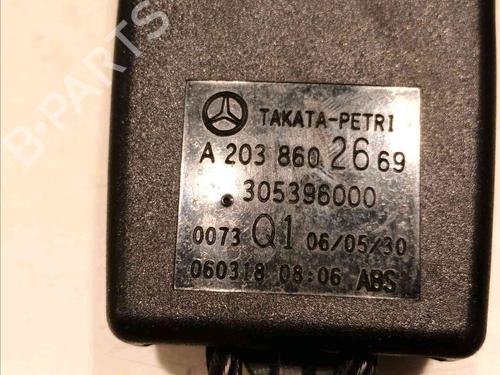 B-PARTS
TAKATA-PETRI
A 203 860 26 69
305396000
0073 Q1 06/05/30
060318 08:06 ABS